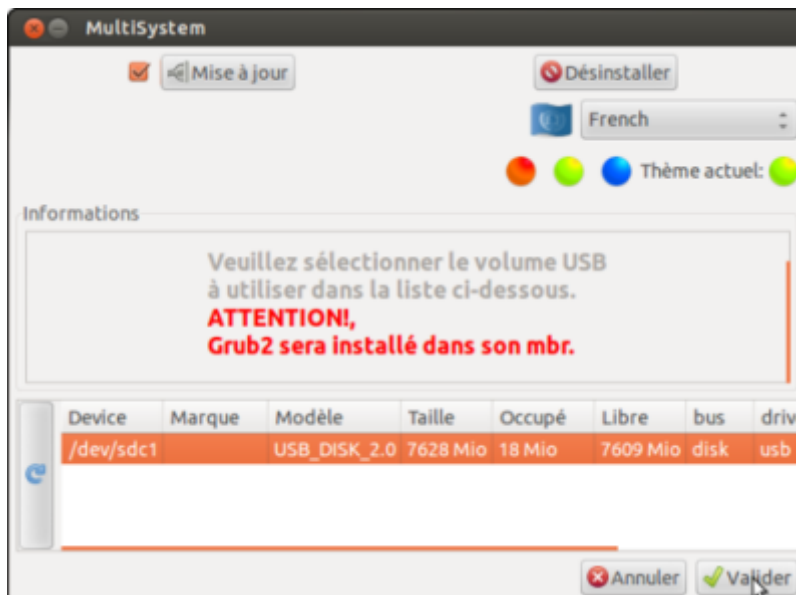 MultiSystem
Mise à jour
Désinstaller
French
Thème actuel:
Informations
Veuillez sélectionner le volume USB
à utiliser dans la liste ci-dessous.
ATTENTION!,
Grub2 sera installé dans son mbr.
Device Marque Modèle Taille Occupé Libre bus driv
/dev/sdc1 USB_DISK_2.0 7628 Mio 18 Mio 7609 Mio disk usb
Annuler Valider